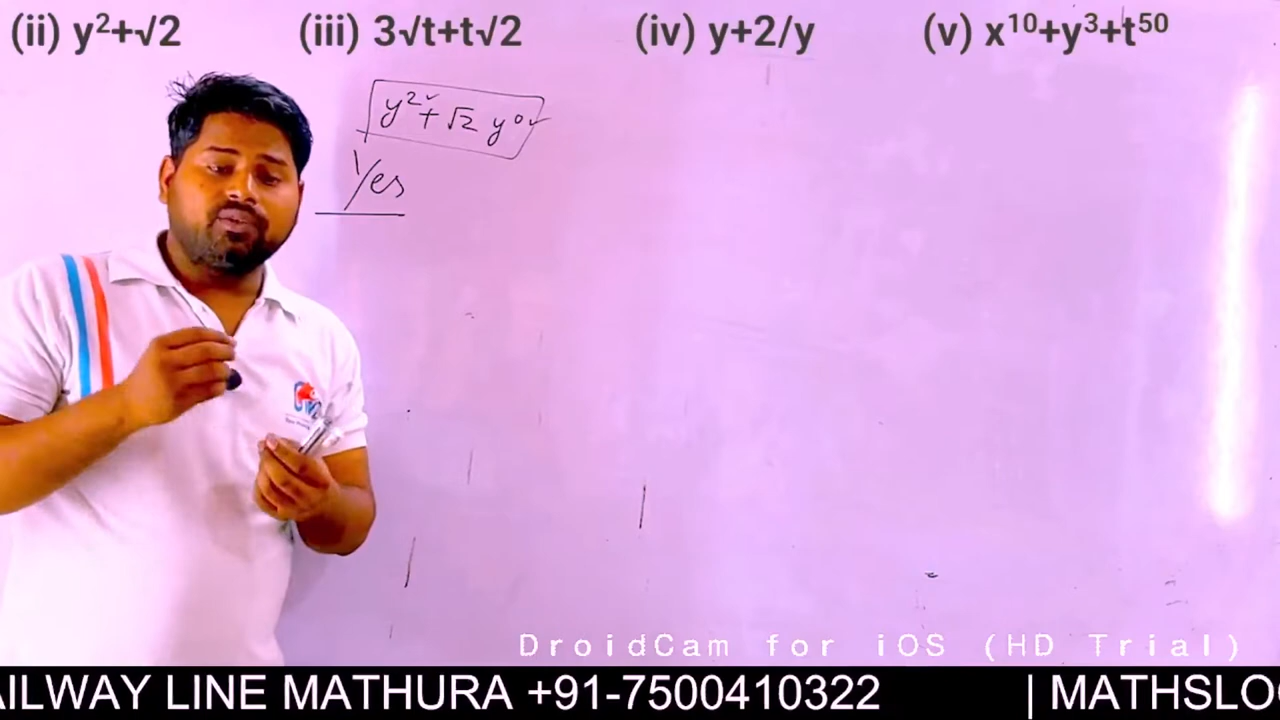 (ii) y²+√2 (iii) 3√t+t√2 (iv) y+2/y (v) x¹⁰+y³+t⁵⁰
y² + √2 y⁰
Yes
DroidCam for iOS (HD Trial)
AILWAY LINE MATHURA +91-7500410322 | MATHSLO